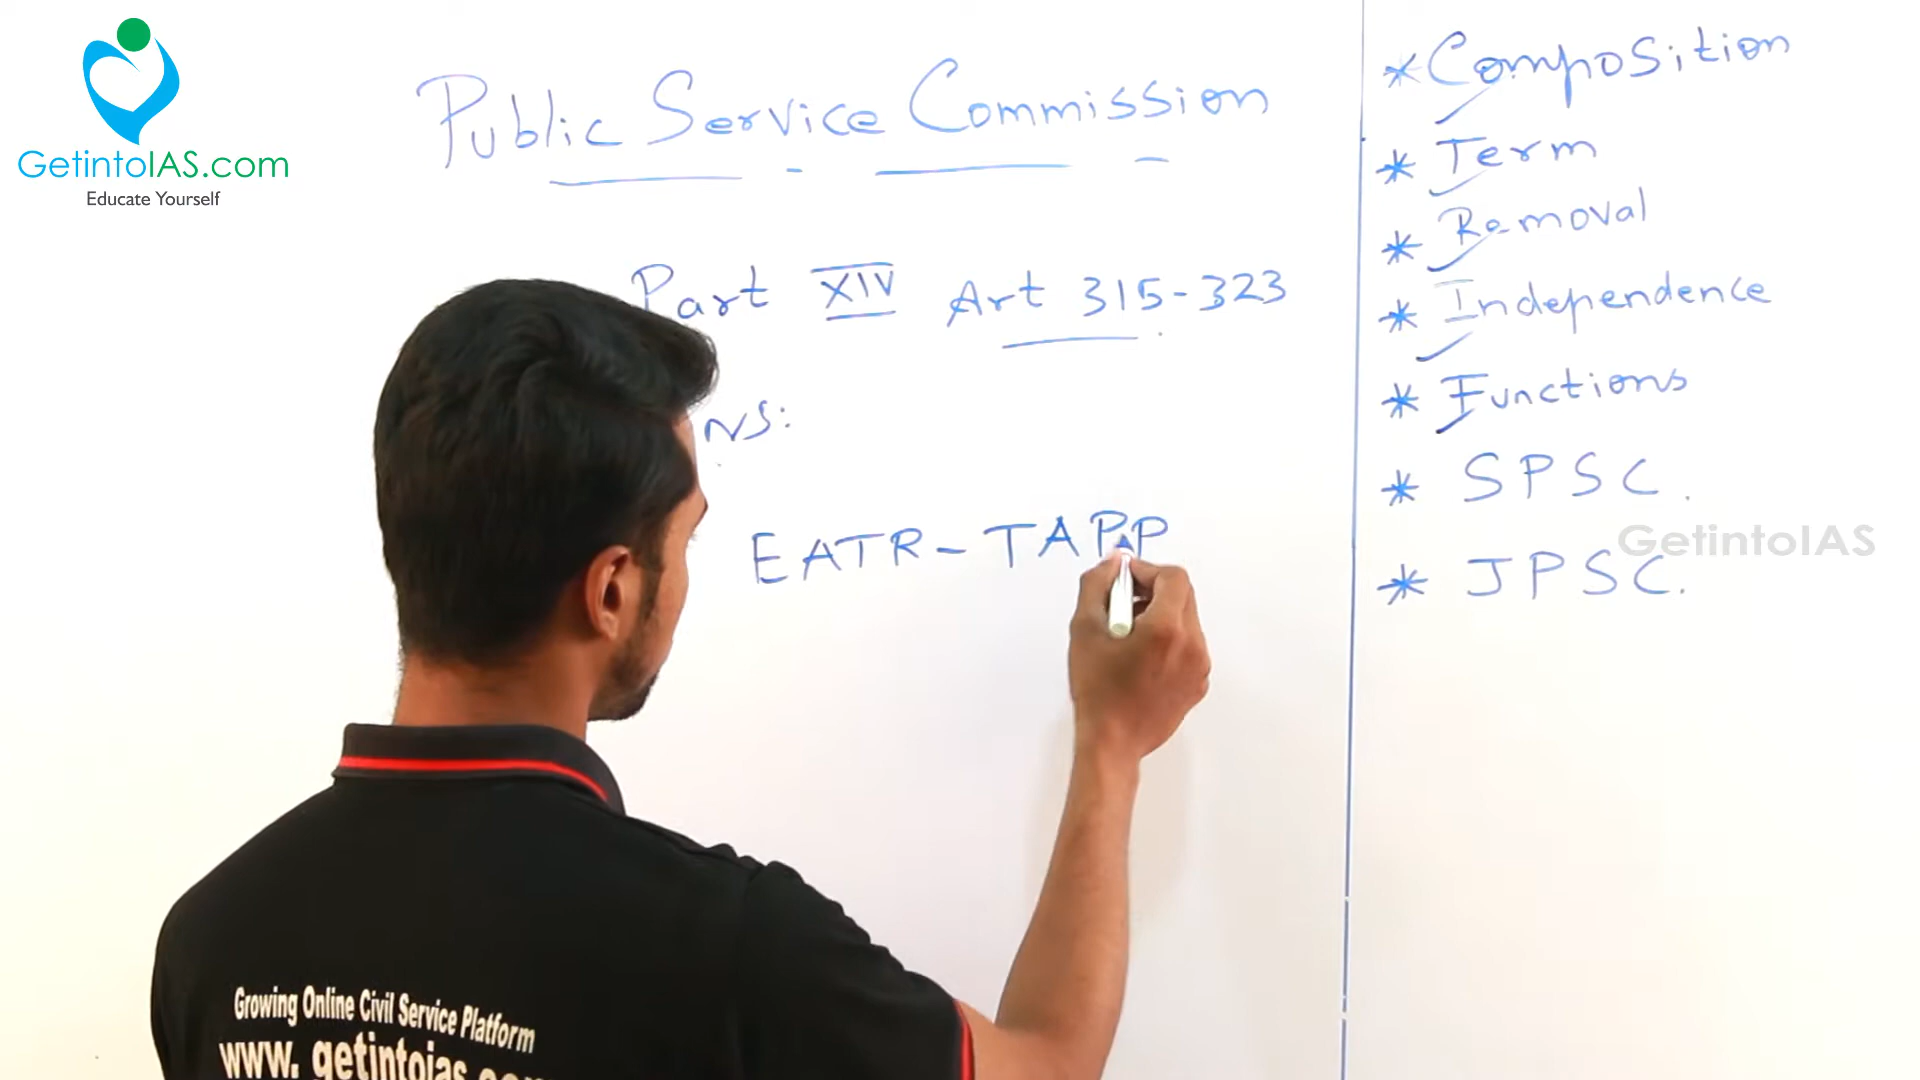 GetintoIAS.com
Educate Yourself
Public Service Commission
Part XIV Art 315-323
NS:
EATR-TAPP
* Composition
* Term
* Removal
* Independence
* Functions
* SPSC.
GetintoIAS
* JPSC.
Growing Online Civil Service Platform
www. getintoias.com